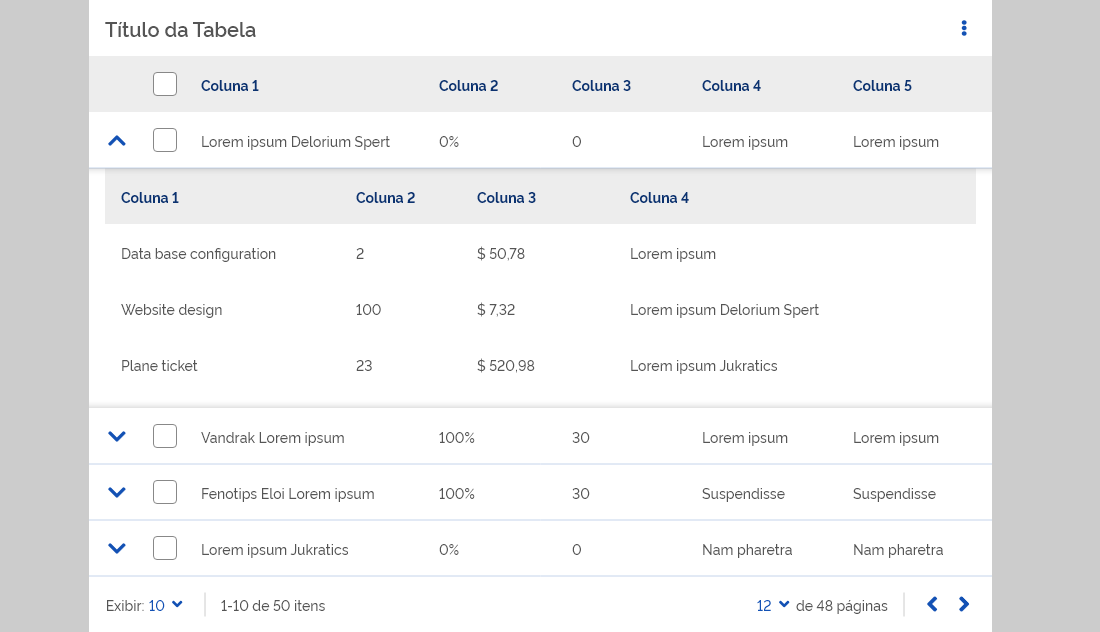 Título da Tabela
Coluna 1 Coluna 2 Coluna 3 Coluna 4 Coluna 5
Lorem ipsum Delorium Spert 0% 0 Lorem ipsum Lorem ipsum
Coluna 1 Coluna 2 Coluna 3 Coluna 4
Data base configuration 2 $ 50,78 Lorem ipsum
Website design 100 $ 7,32 Lorem ipsum Delorium Spert
Plane ticket 23 $ 520,98 Lorem ipsum Jukratics
Vandrak Lorem ipsum 100% 30 Lorem ipsum Lorem ipsum
Fenotips Eloi Lorem ipsum 100% 30 Suspendisse Suspendisse
Lorem ipsum Jukratics 0% 0 Nam pharetra Nam pharetra
Exibir: 10 1-10 de 50 itens 12 de 48 páginas